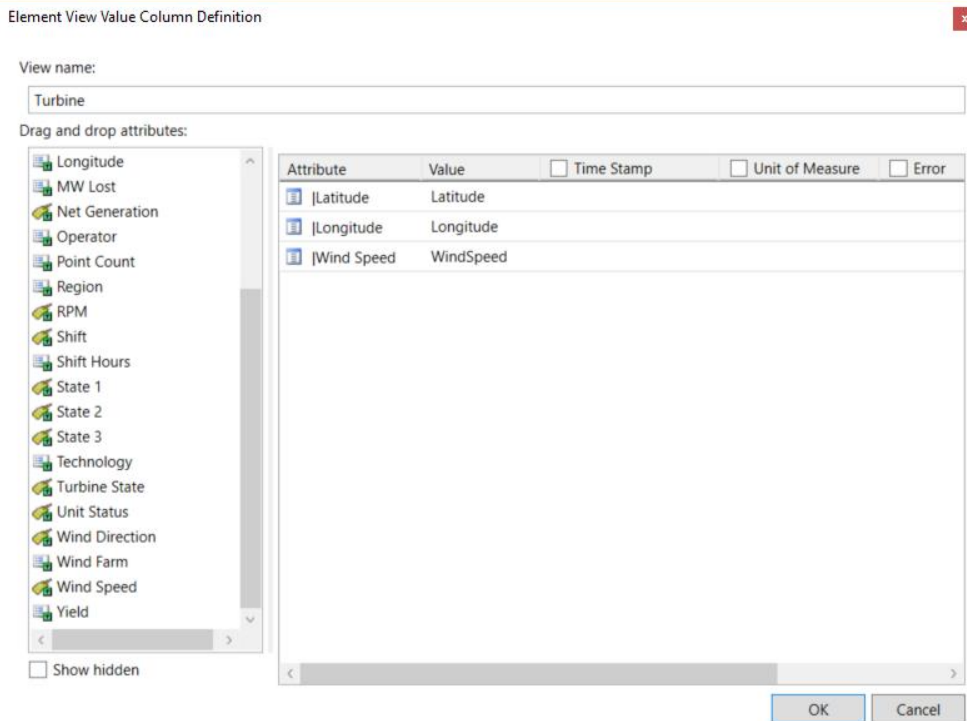 Element View Value Column Definition
x
View name:
Turbine
Drag and drop attributes:
Longitude
MW Lost
Net Generation
Operator
Point Count
Region
RPM
Shift
Shift Hours
State 1
State 2
State 3
Technology
Turbine State
Unit Status
Wind Direction
Wind Farm
Wind Speed
Yield
Show hidden
Attribute Value Time Stamp Unit of Measure Error
|Latitude Latitude
|Longitude Longitude
|Wind Speed WindSpeed
OK Cancel